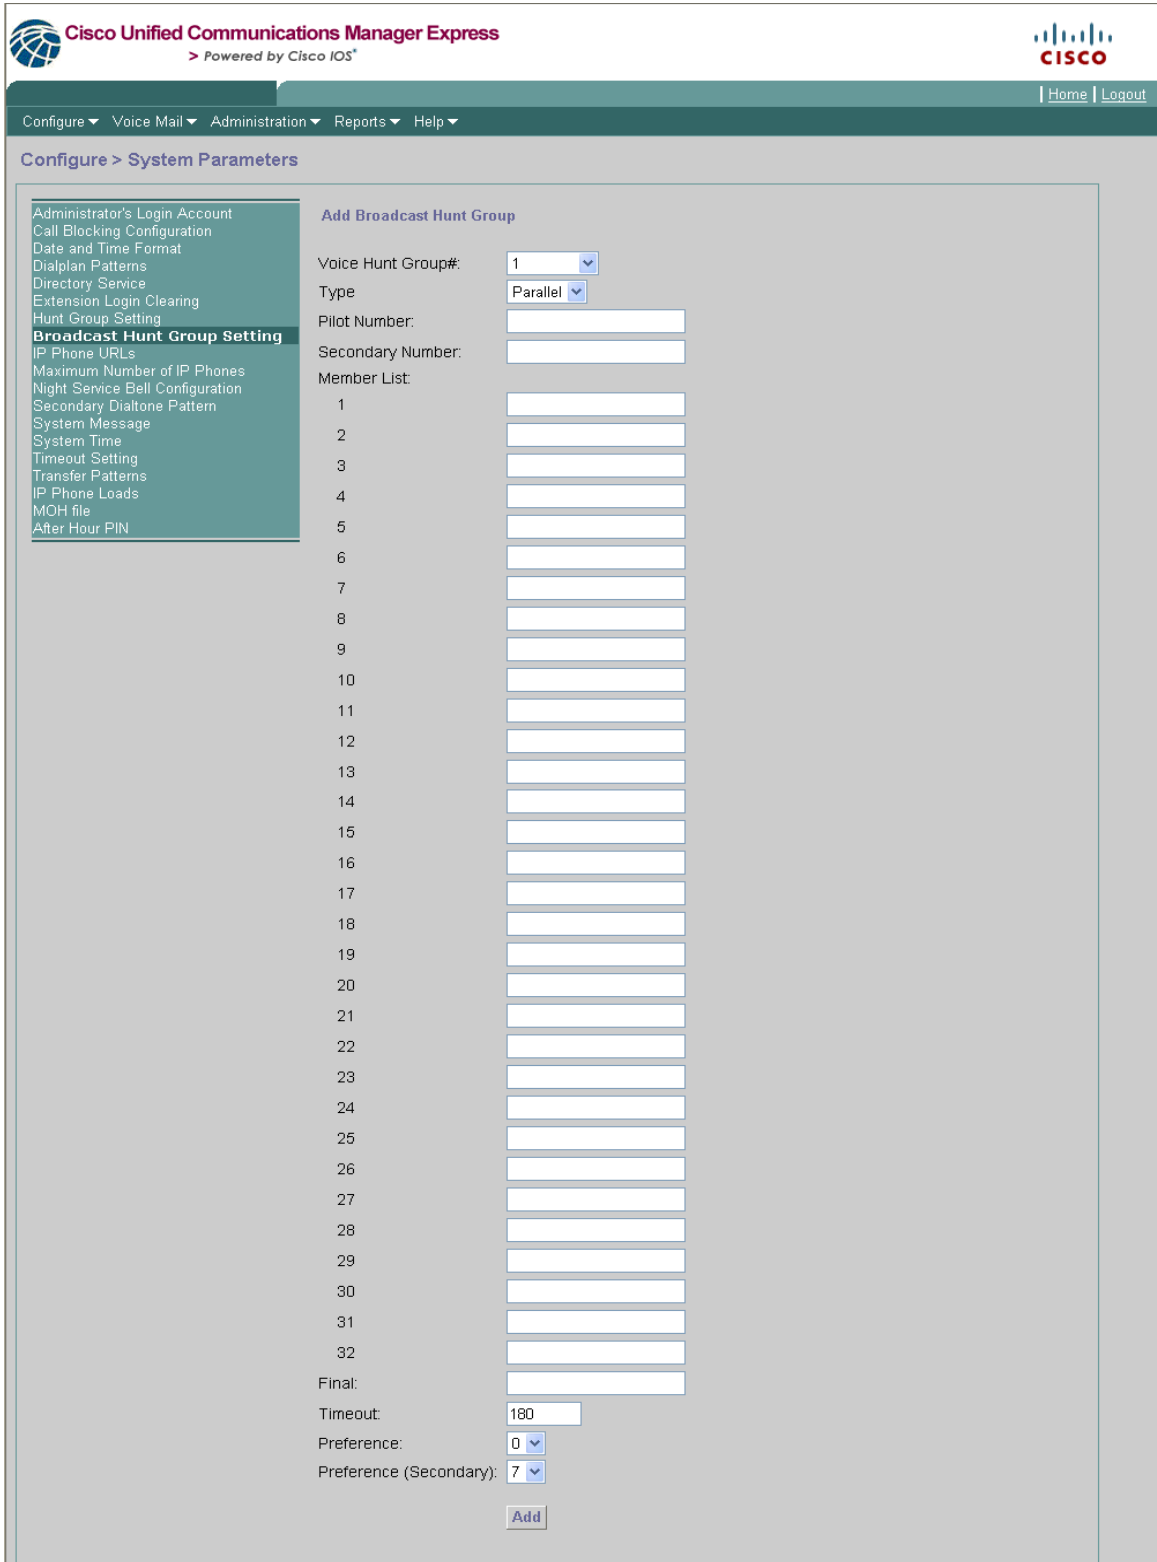 Cisco Unified Communications Manager Express
> Powered by Cisco IOS®
CISCO
| Home | Logout
Configure Voice Mail Administration Reports Help
Configure > System Parameters
Administrator's Login Account
Call Blocking Configuration
Date and Time Format
Dialplan Patterns
Directory Service
Extension Login Clearing
Hunt Group Setting
Broadcast Hunt Group Setting
IP Phone URLs
Maximum Number of IP Phones
Night Service Bell Configuration
Secondary Dialtone Pattern
System Message
System Time
Timeout Setting
Transfer Patterns
IP Phone Loads
MOH file
After Hour PIN
Add Broadcast Hunt Group
Voice Hunt Group#: 1
Type Parallel
Pilot Number:
Secondary Number:
Member List:
1
2
3
4
5
6
7
8
9
10
11
12
13
14
15
16
17
18
19
20
21
22
23
24
25
26
27
28
29
30
31
32
Final:
Timeout: 180
Preference: 0
Preference (Secondary): 7
Add